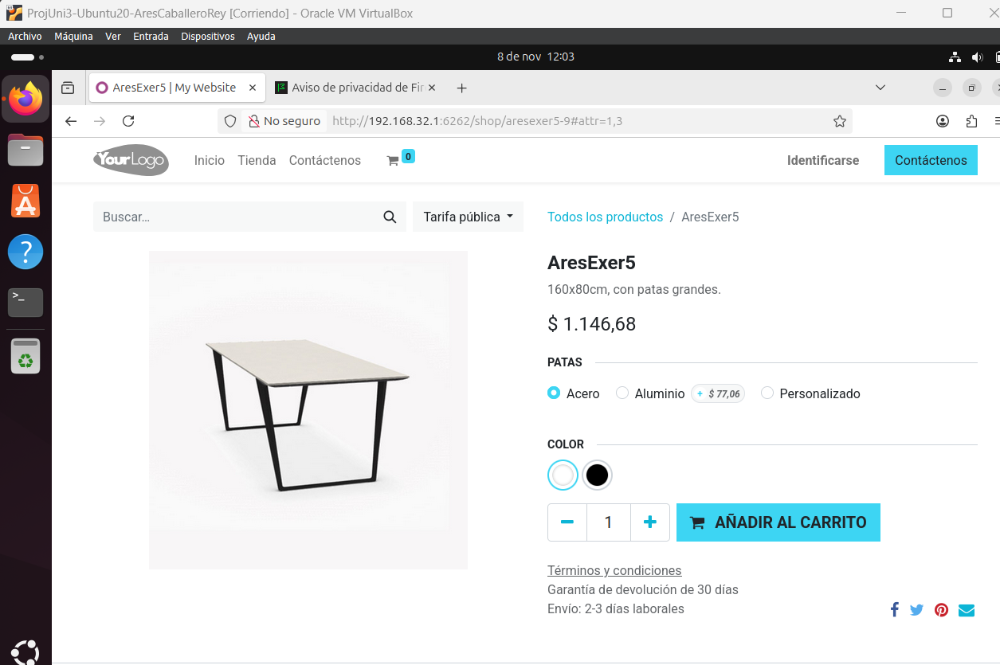 ProjUni3-Ubuntu20-AresCaballeroRey [Corriendo] - Oracle VM VirtualBox
Archivo Máquina Ver Entrada Dispositivos Ayuda
8 de nov 12:03
AresExer5 | My Website
Aviso de privacidad de Fir
No seguro
http://192.168.32.1:6262/shop/aresexer5-9#attr=1,3
YourLogo
Inicio Tienda Contáctenos 0
Identificarse
Contáctenos
Buscar...
Tarifa pública
Todos los productos / AresExer5
AresExer5
160x80cm, con patas grandes.
$ 1.146,68
PATAS
Acero Aluminio + $ 77,06 Personalizado
COLOR
1
AÑADIR AL CARRITO
Términos y condiciones
Garantía de devolución de 30 días
Envío: 2-3 días laborales